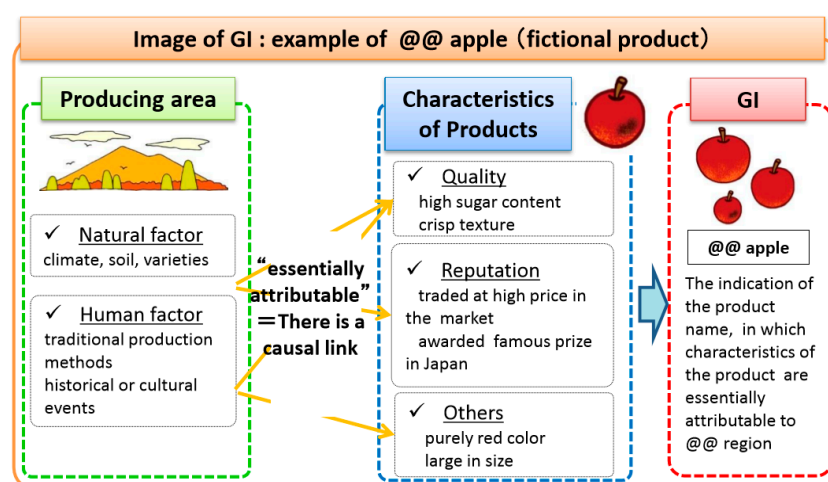 Image of GI : example of @@ apple（fictional product）
Producing area
✓ Natural factor
climate, soil, varieties
✓ Human factor
traditional production
methods
historical or cultural
events
“essentially
attributable”
＝There is a
causal link
Characteristics
of Products
✓ Quality
high sugar content
crisp texture
✓ Reputation
traded at high price in
the market
awarded famous prize
in Japan
✓ Others
purely red color
large in size
GI
@@ apple
The indication of
the product
name, in which
characteristics of
the product are
essentially
attributable to
@@ region